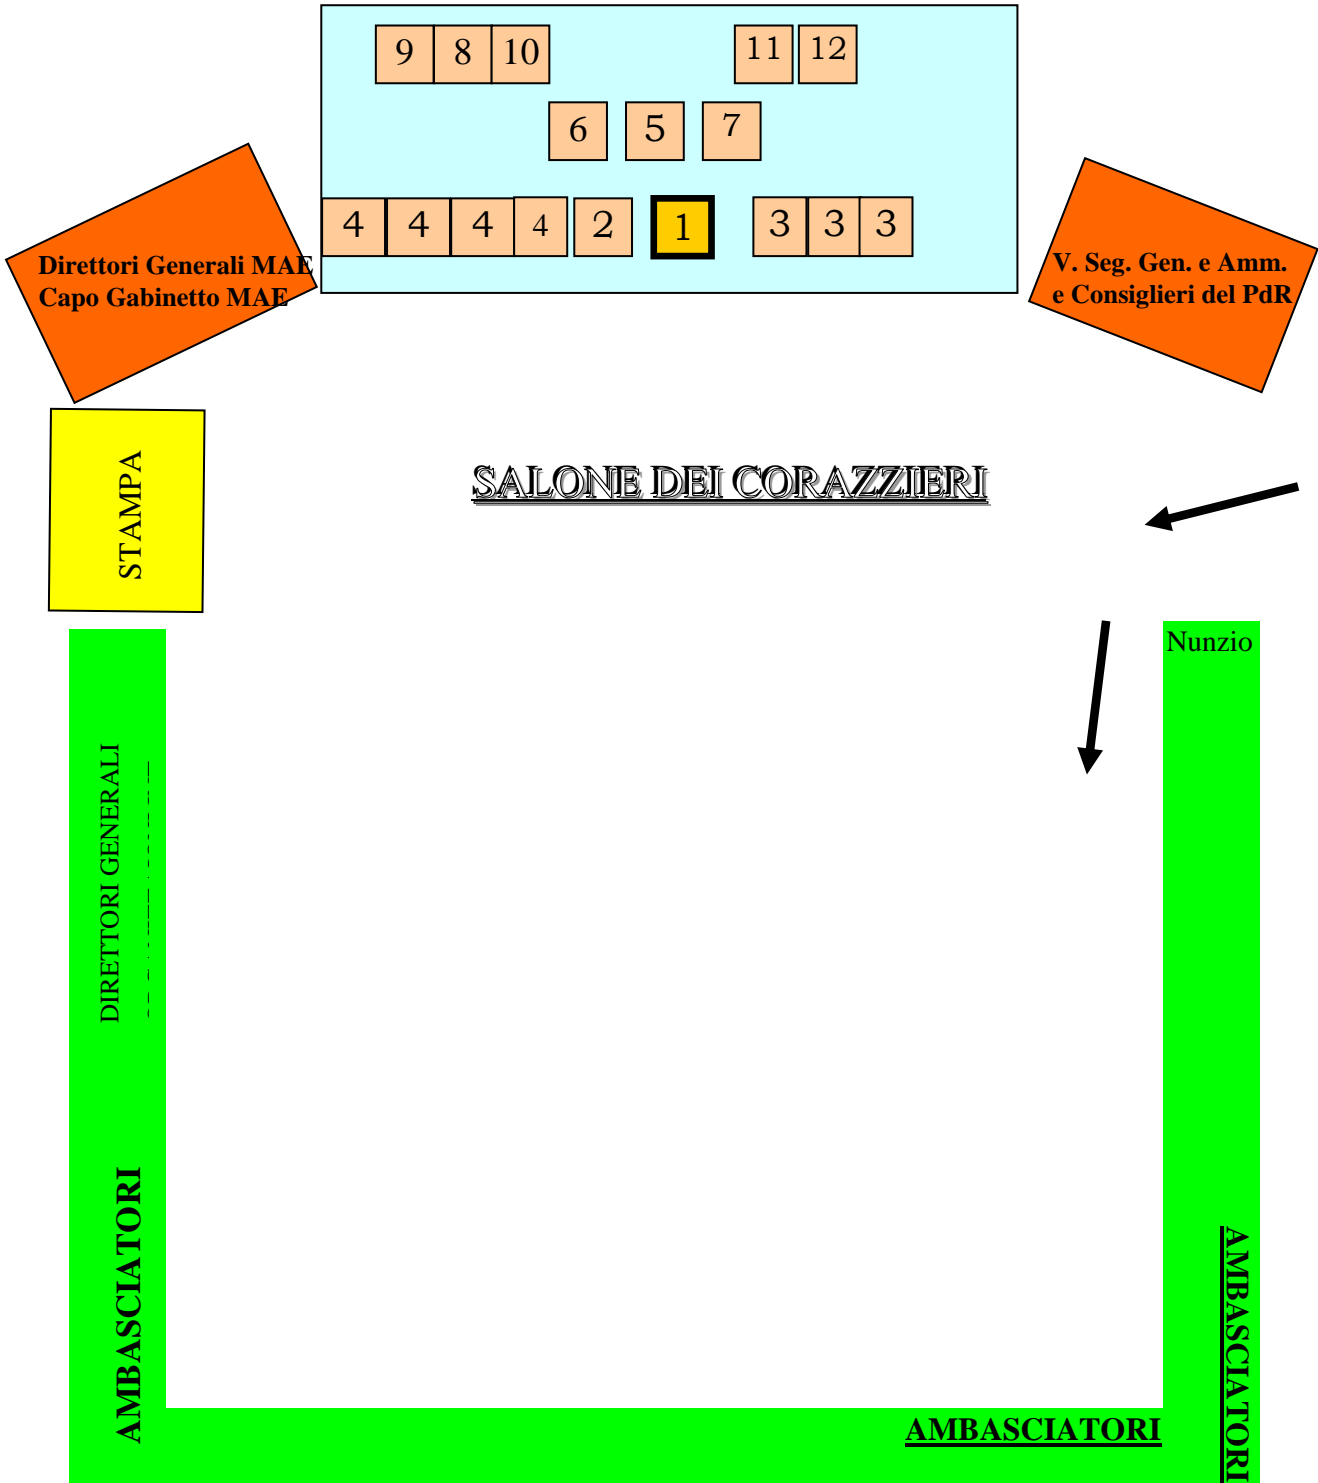 9 8 10 11 12
6 5 7
4 4 4 4 2 1 3 3 3
Direttori Generali MAE
Capo Gabinetto MAE
V. Seg. Gen. e Amm.
e Consiglieri del PdR
STAMPA
SALONE DEI CORAZZIERI
Nunzio
DIRETTORI GENERALI
AMBASCIATORI
AMBASCIATORI
AMBASCIATORI